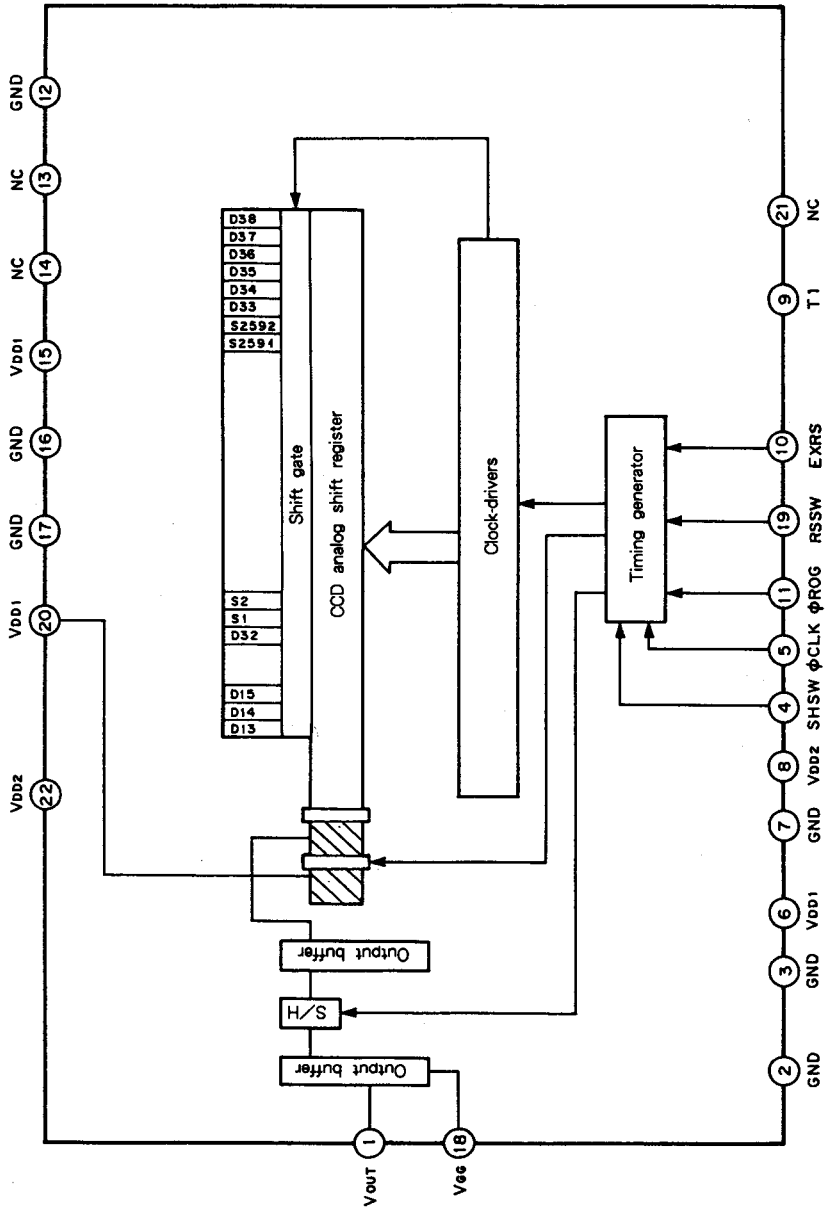 GND
12
NC
13
NC
14
VDD1
15
GND
16
GND
17
VDD1
20
VDD2
22
D38
D37
D36
D35
D34
D33
S2592
S2591
S2
S1
D32
D15
D14
D13
Shift gate
CCD analog shift register
Clock-drivers
Timing generator
Output buffer
S/H
Output buffer
1
VOUT
18
VGG
21
NC
9
T1
10
EXRS
19
RSSW
11
φROG
5
φCLK
4
SHSW
8
VDD2
7
GND
6
VDD1
3
GND
2
GND